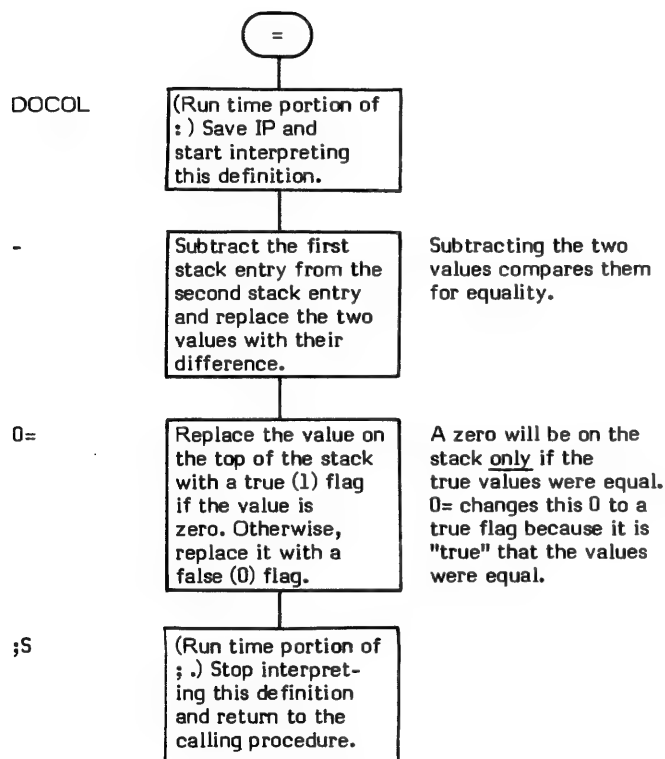 =
DOCOL
(Run time portion of
: ) Save IP and
start interpreting
this definition.
-
Subtract the first
stack entry from the
second stack entry
and replace the two
values with their
difference.
Subtracting the two
values compares them
for equality.
0=
Replace the value on
the top of the stack
with a true (1) flag
if the value is
zero. Otherwise,
replace it with a
false (0) flag.
A zero will be on the
stack only if the
true values were equal.
0= changes this 0 to a
true flag because it is
"true" that the values
were equal.
;S
(Run time portion of
; .) Stop interpret-
ing this definition
and return to the
calling procedure.